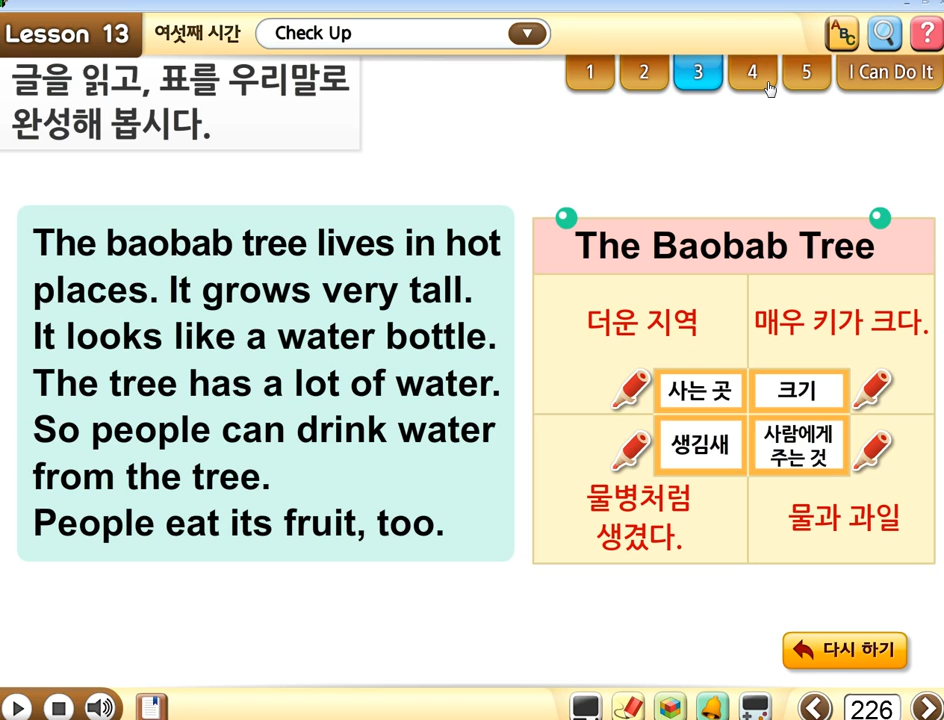 Lesson 13
여섯째 시간
Check Up
ABC
?
1
2
3
4
5
I Can Do It
글을 읽고, 표를 우리말로
완성해 봅시다.
The baobab tree lives in hot
places. It grows very tall.
It looks like a water bottle.
The tree has a lot of water.
So people can drink water
from the tree.
People eat its fruit, too.
The Baobab Tree
더운 지역
매우 키가 크다.
사는 곳
크기
생김새
사람에게
주는 것
물병처럼
생겼다.
물과 과일
다시 하기
226